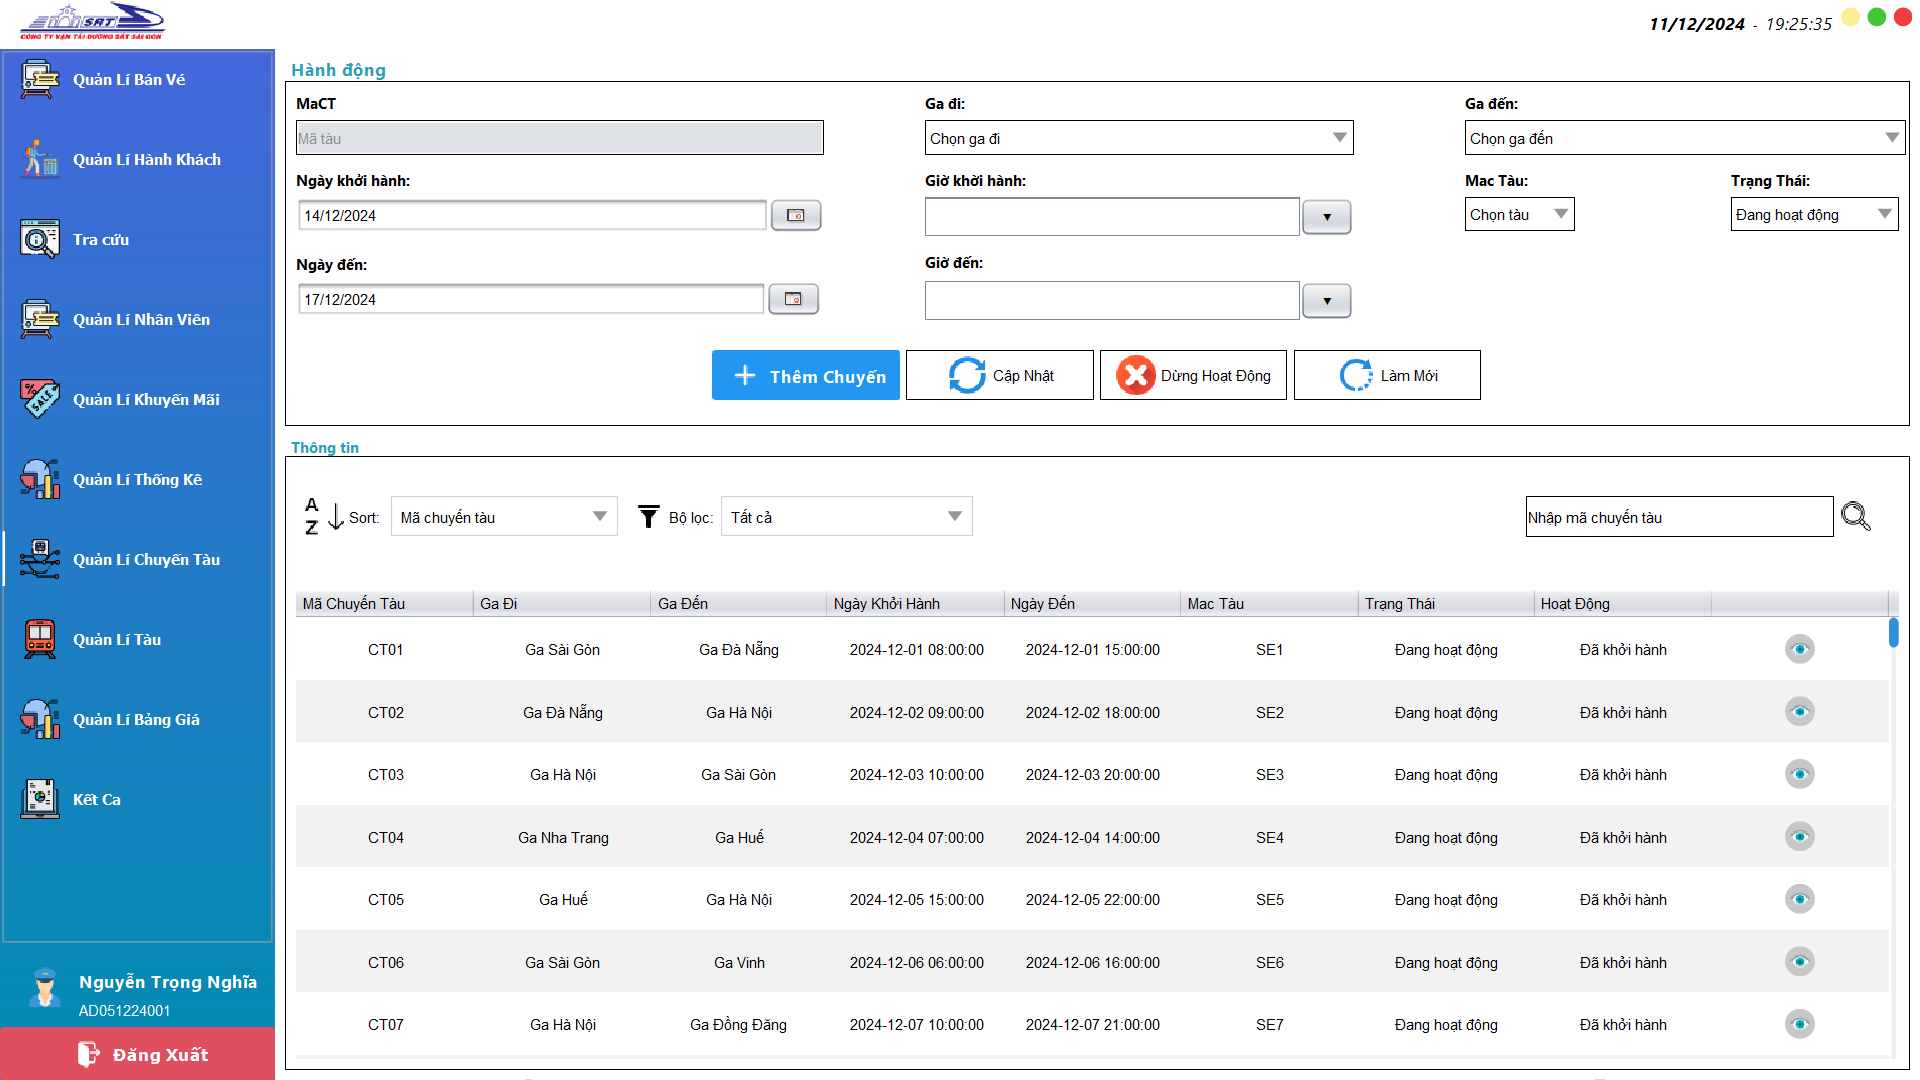 SRT
CÔNG TY VẬN TẢI ĐƯỜNG SẮT SÀI GÒN
11/12/2024 - 19:25:35
Quản Lí Bán Vé
Quản Lí Hành Khách
Tra cứu
Quản Lí Nhân Viên
Quản Lí Khuyến Mãi
Quản Lí Thống Kê
Quản Lí Chuyến Tàu
Quản Lí Tàu
Quản Lí Bảng Giá
Kết Ca
Nguyễn Trọng Nghĩa
AD051224001
Đăng Xuất
Hành động
MaCT
Ga đi:
Ga đến:
Mã tàu
Chọn ga đi
Chọn ga đến
Ngày khởi hành:
Giờ khởi hành:
Mac Tàu:
Trạng Thái:
14/12/2024
Chọn tàu
Đang hoạt động
Ngày đến:
Giờ đến:
17/12/2024
Thêm Chuyến
Cập Nhật
Dừng Hoạt Động
Làm Mới
Thông tin
Sort: Mã chuyến tàu Bộ lọc: Tất cả Nhập mã chuyến tàu
Mã Chuyến Tàu Ga Đi Ga Đến Ngày Khởi Hành Ngày Đến Mac Tàu Trạng Thái Hoạt Động
CT01 Ga Sài Gòn Ga Đà Nẵng 2024-12-01 08:00:00 2024-12-01 15:00:00 SE1 Đang hoạt động Đã khởi hành
CT02 Ga Đà Nẵng Ga Hà Nội 2024-12-02 09:00:00 2024-12-02 18:00:00 SE2 Đang hoạt động Đã khởi hành
CT03 Ga Hà Nội Ga Sài Gòn 2024-12-03 10:00:00 2024-12-03 20:00:00 SE3 Đang hoạt động Đã khởi hành
CT04 Ga Nha Trang Ga Huế 2024-12-04 07:00:00 2024-12-04 14:00:00 SE4 Đang hoạt động Đã khởi hành
CT05 Ga Huế Ga Hà Nội 2024-12-05 15:00:00 2024-12-05 22:00:00 SE5 Đang hoạt động Đã khởi hành
CT06 Ga Sài Gòn Ga Vinh 2024-12-06 06:00:00 2024-12-06 16:00:00 SE6 Đang hoạt động Đã khởi hành
CT07 Ga Hà Nội Ga Đồng Đăng 2024-12-07 10:00:00 2024-12-07 21:00:00 SE7 Đang hoạt động Đã khởi hành